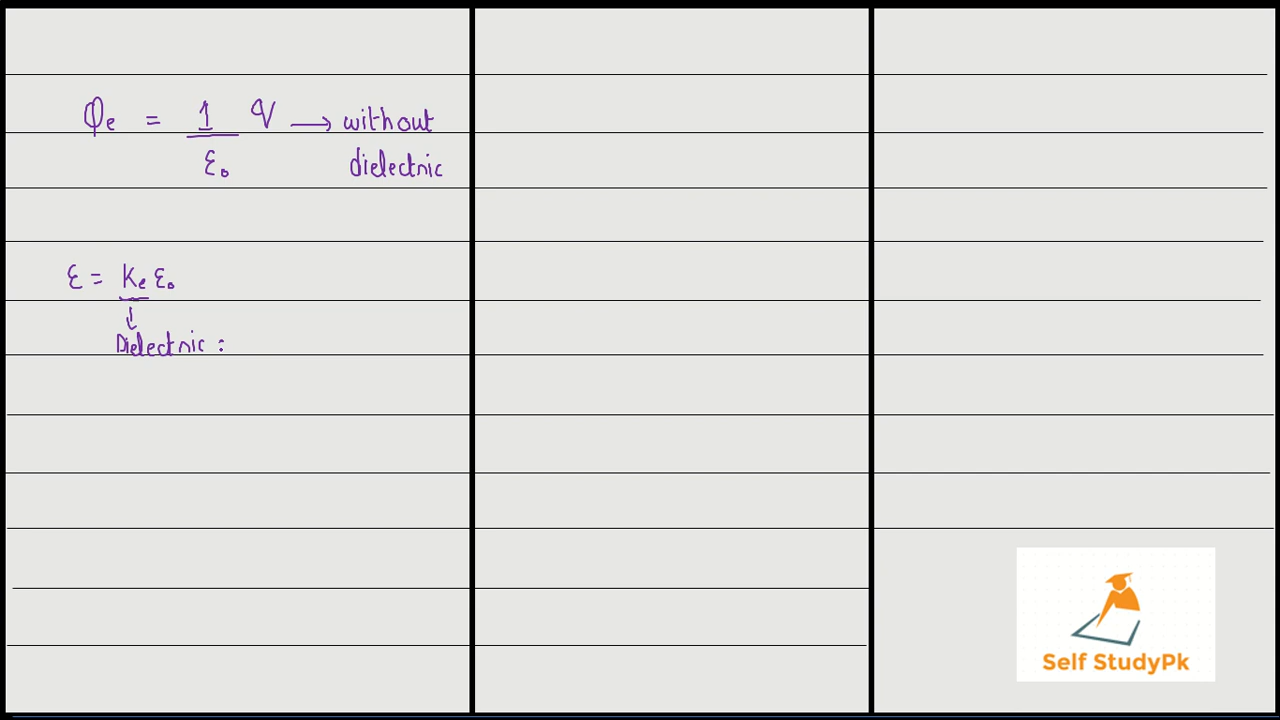 Φe = 1/ε₀ q → without
dielectric
ε = Ke ε₀
↓
Dielectric :
Self StudyPk